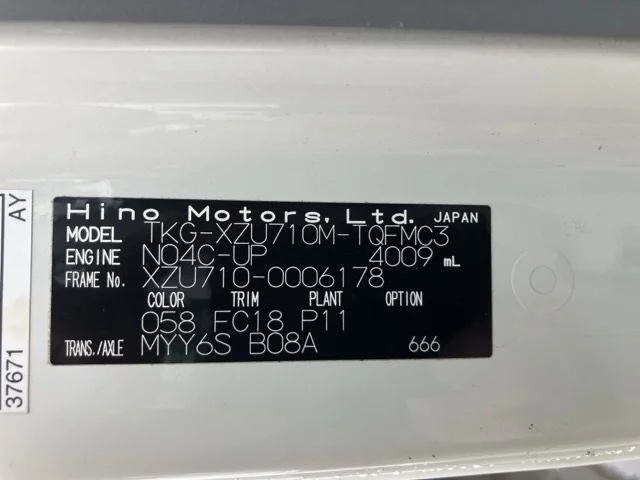 Hino Motors, Ltd. JAPAN
MODEL TKG-XZU710M-TQFMC3
ENGINE N04C-UP 4009 mL
FRAME No. XZU710-0006178
COLOR TRIM PLANT OPTION
058 FC18 P11
TRANS./AXLE MYY6S B08A 666
AY
37671